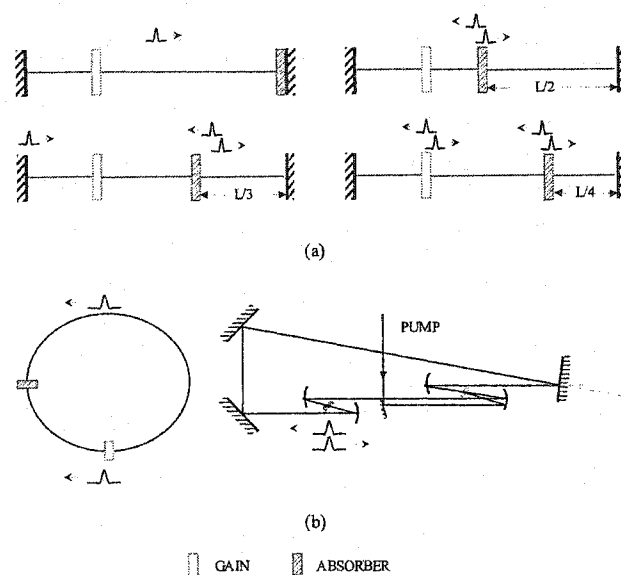 L/2
L/3
L/4
(a)
PUMP
(b)
GAIN
ABSORBER